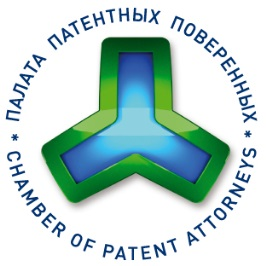 * ПАЛАТА ПАТЕНТНЫХ ПОВЕРЕННЫХ *
CHAMBER OF PATENT ATTORNEYS